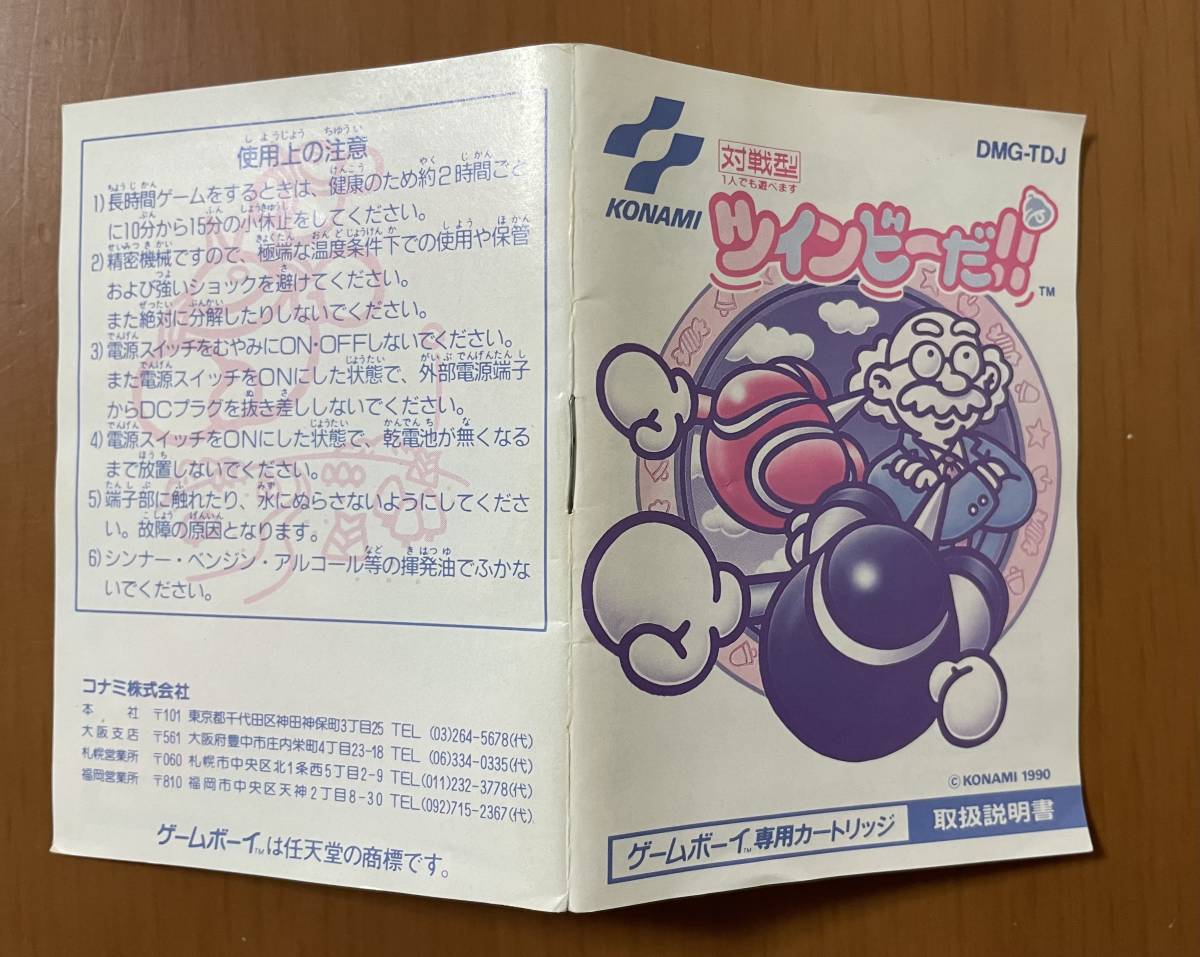 使用上の注意
しようじょう ちゅうい
1)長時間ゲームをするときは、健康のため約2時間ごと
に10分から15分の小休止をしてください。
2)精密機械ですので、極端な温度条件下での使用や保管
および強いショックを避けてください。
また絶対に分解したりしないでください。
3)電源スイッチをむやみにON・OFFしないでください。
また電源スイッチをONにした状態で、外部電源端子
からDCプラグを抜き差ししないでください。
4)電源スイッチをONにした状態で、乾電池が無くなる
まで放置しないでください。
5)端子部に触れたり、水にぬらさないようにしてくださ
い。故障の原因となります。
6)シンナー・ベンジン・アルコール等の揮発油でふかな
いでください。
コナミ株式会社
本 社 〒101 東京都千代田区神田神保町3丁目25 TEL (03)264-5678(代)
大阪支店 〒561 大阪府豊中市庄内栄町4丁目23-18 TEL (06)334-0335(代)
札幌営業所 〒060 札幌市中央区北1条西5丁目2-9 TEL(011)232-3778(代)
福岡営業所 〒810 福岡市中央区天神2丁目8-30 TEL(092)715-2367(代)
ゲームボーイ™は任天堂の商標です。
KONAMI
DMG-TDJ
対戦型
1人でも遊べます
ツインビーだ!!™
©KONAMI 1990
ゲームボーイ™専用カートリッジ 取扱説明書